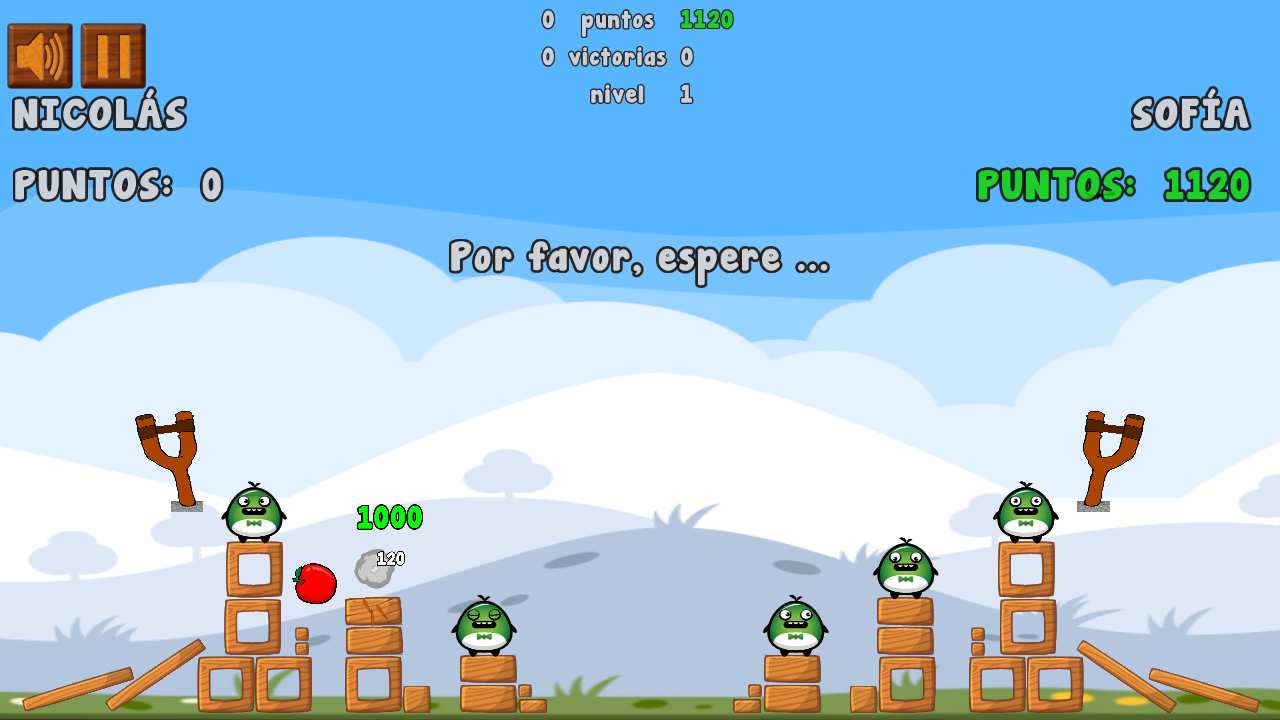 0 puntos 1120
0 victorias 0
nivel 1
NICOLÁS
SOFÍA
PUNTOS: 0
PUNTOS: 1120
Por favor, espere ...
1000
120